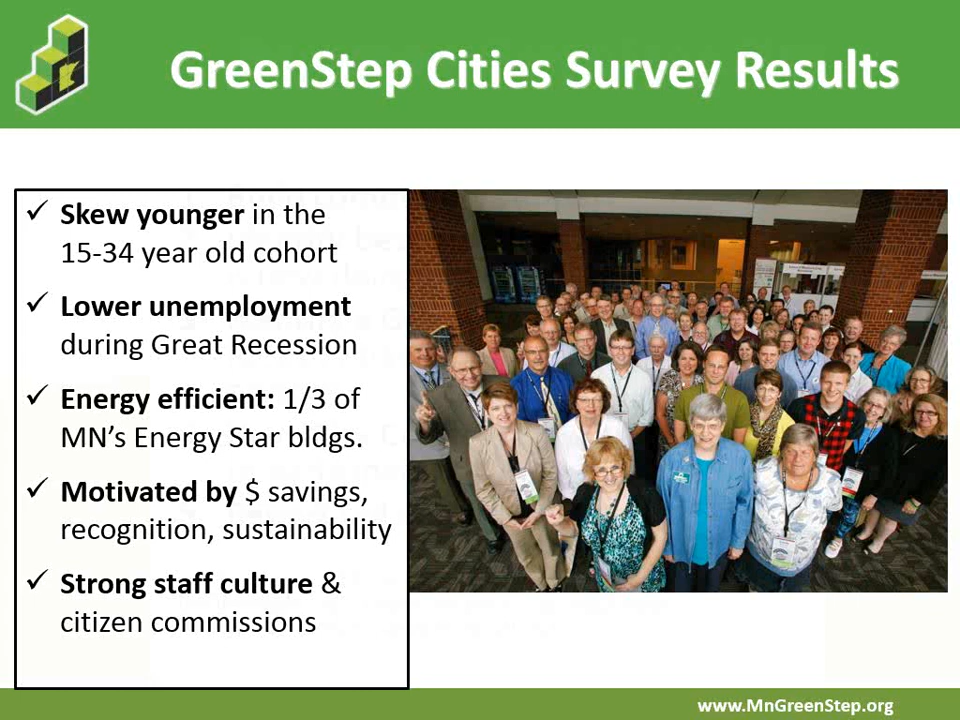 GreenStep Cities Survey Results
✓ Skew younger in the
15-34 year old cohort
✓ Lower unemployment
during Great Recession
✓ Energy efficient: 1/3 of
MN’s Energy Star bldgs.
✓ Motivated by $ savings,
recognition, sustainability
✓ Strong staff culture &
citizen commissions
www.MnGreenStep.org